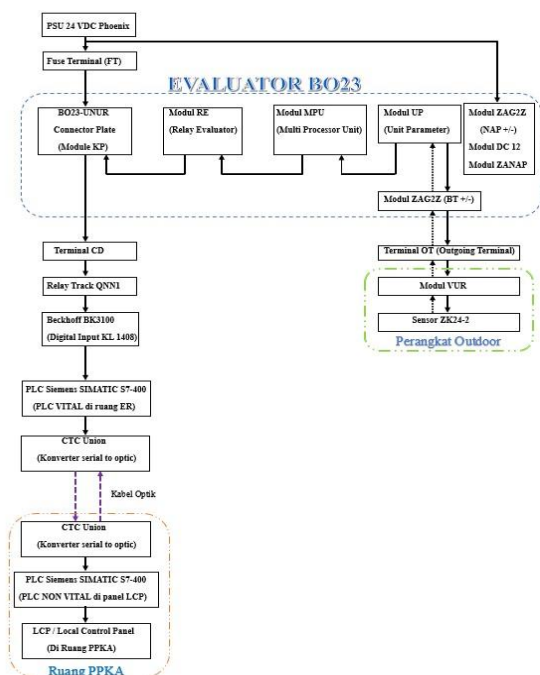 PSU 24 VDC Phoenix
Fuse Terminal (FT)
EVALUATOR BO23
BO23-UNUR
Connector Plate
(Module KP)
Modul RE
(Relay Evaluator)
Modul MPU
(Multi Processor Unit)
Modul UP
(Unit Parameter)
Modul ZAG2Z
(NAP +/-)
Modul DC 12
Modul ZANAP
Modul ZAG2Z (BT +/-)
Terminal CD
Terminal OT (Outgoing Terminal)
Relay Track QNN1
Modul VUR
Beckhoff BK3100
(Digital Input KL 1408)
Sensor ZK24-2
Perangkat Outdoor
PLC Siemens SIMATIC S7-400
(PLC VITAL di ruang ER)
CTC Union
(Konverter serial to optic)
Kabel Optik
CTC Union
(Konverter serial to optic)
PLC Siemens SIMATIC S7-400
(PLC NON VITAL di panel LCP)
LCP / Local Control Panel
(Di Ruang PPKA)
Ruang PPKA